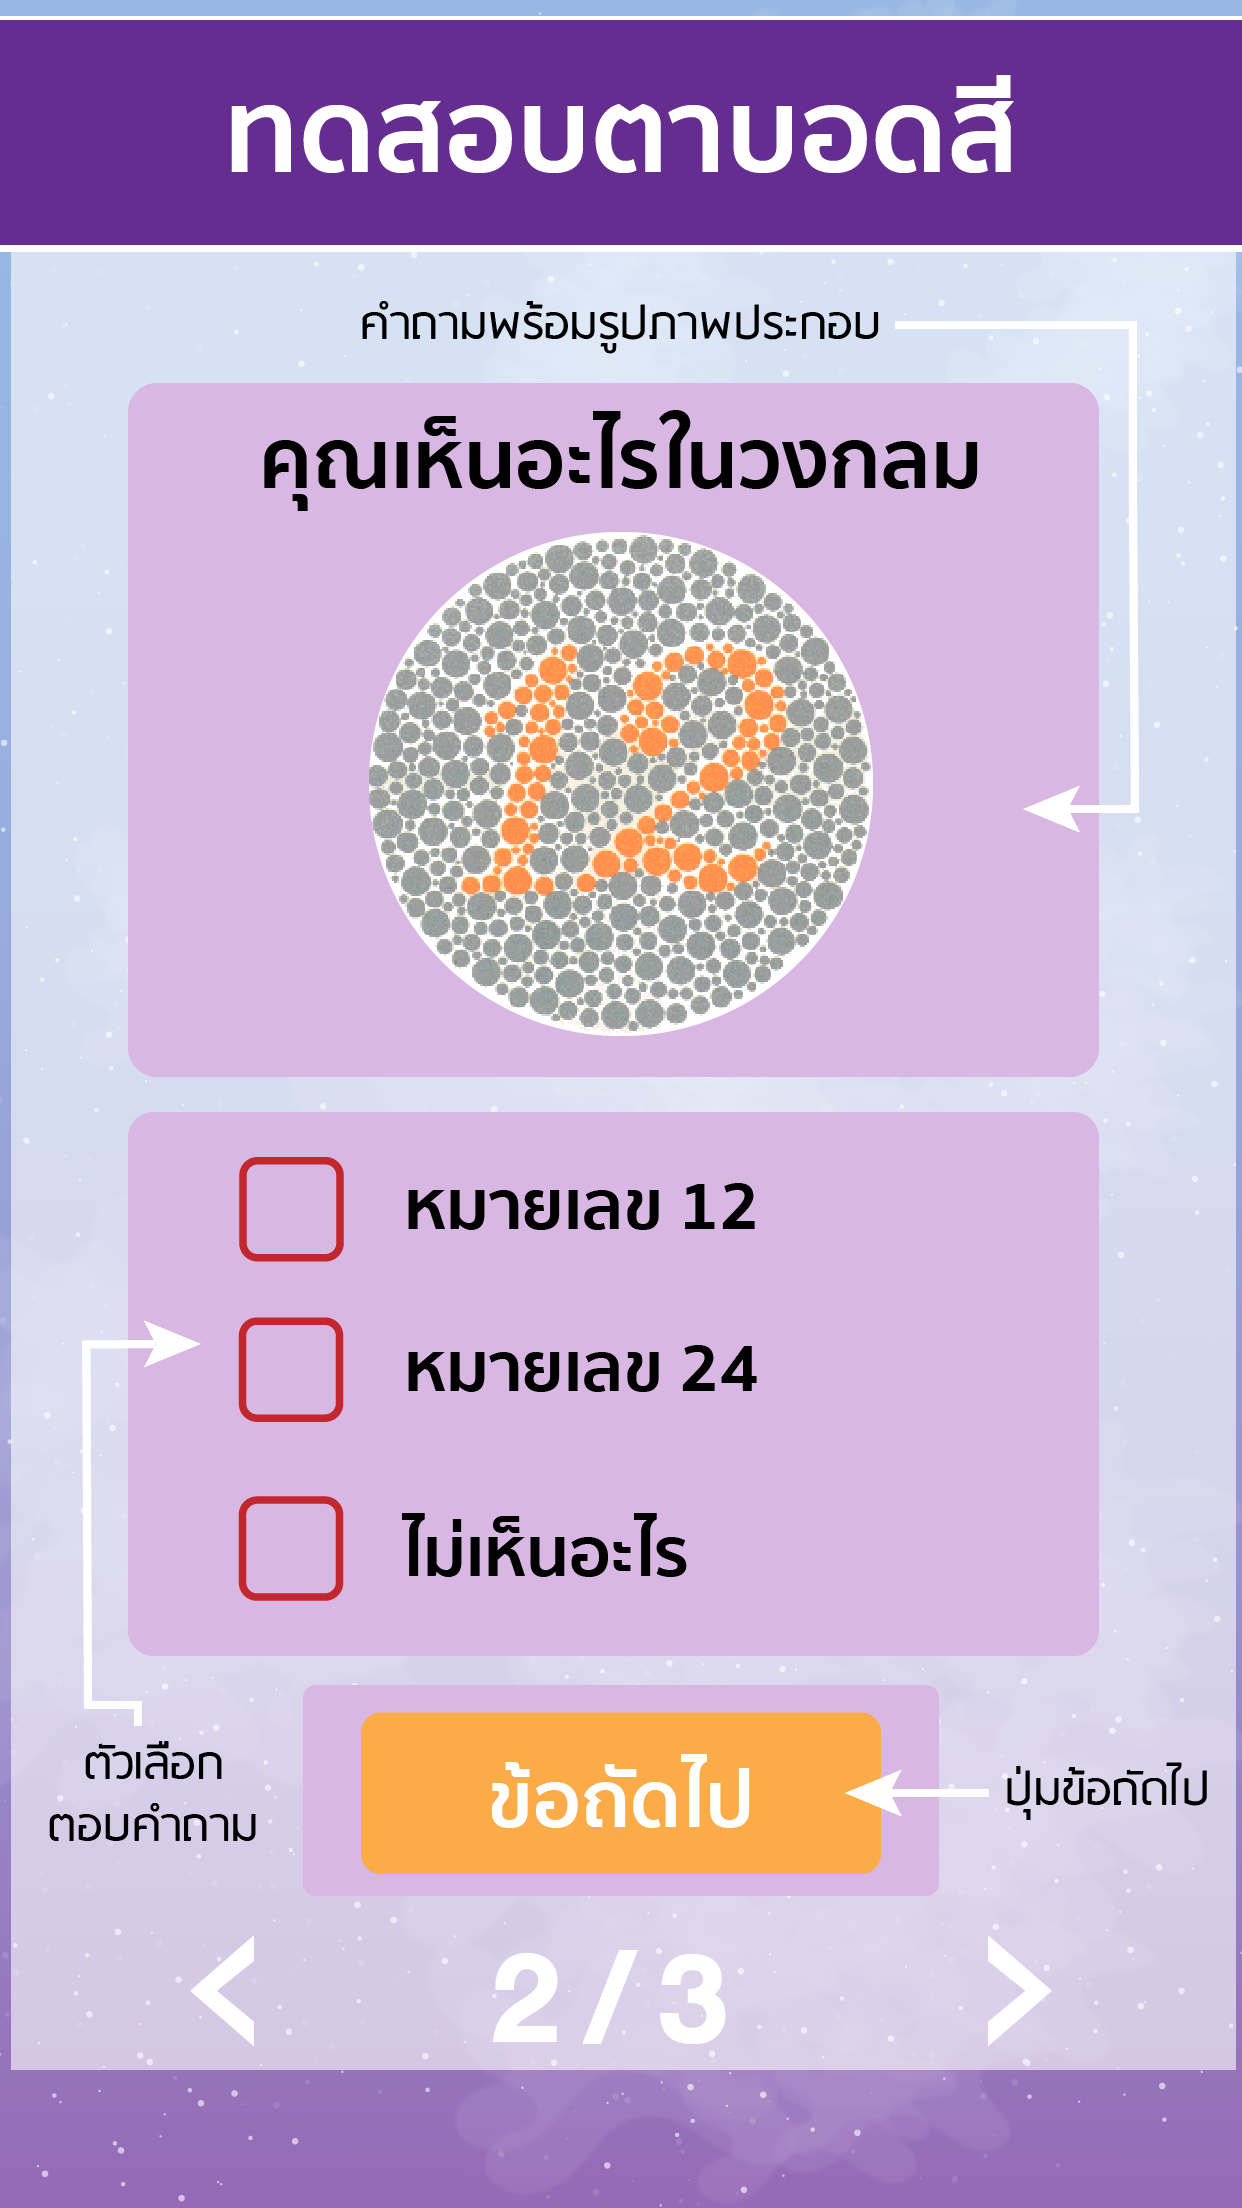 ทดสอบตาบอดสี
คำถามพร้อมรูปภาพประกอบ
คุณเห็นอะไรในวงกลม
12
หมายเลข 12
หมายเลข 24
ไม่เห็นอะไร
ตัวเลือก
ตอบคำถาม
ข้อถัดไป
ปุ่มข้อถัดไป
2/3